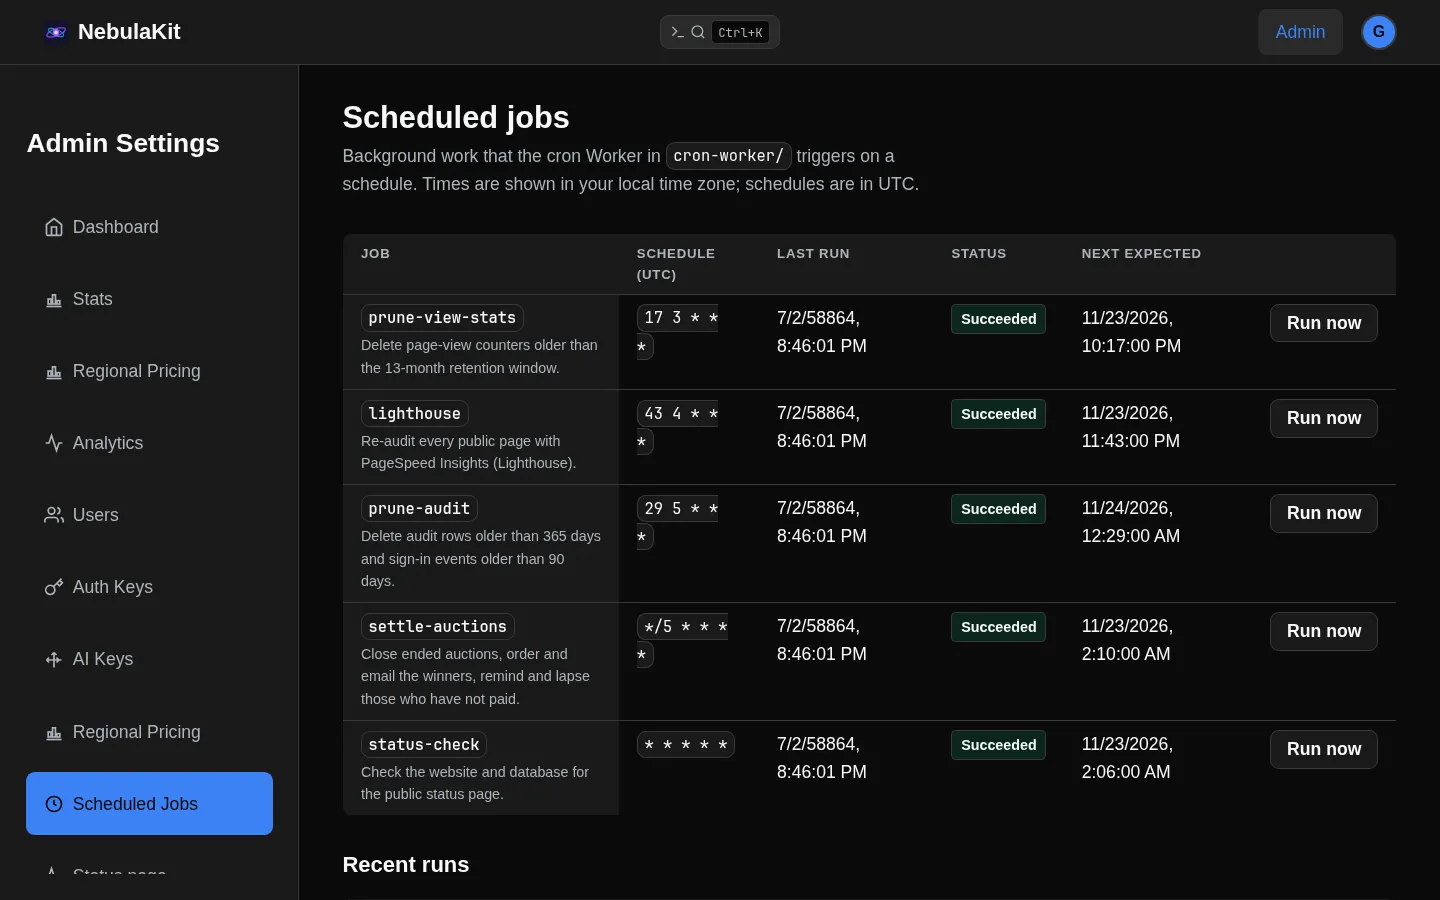 NebulaKit
Ctrl+K
Admin
G
Admin Settings
Dashboard
Stats
Regional Pricing
Analytics
Users
Auth Keys
AI Keys
Regional Pricing
Scheduled Jobs
Status page
Scheduled jobs
Background work that the cron Worker in cron-worker/ triggers on a
schedule. Times are shown in your local time zone; schedules are in UTC.
JOB SCHEDULE (UTC) LAST RUN STATUS NEXT EXPECTED
prune-view-stats
Delete page-view counters older than
the 13-month retention window.
17 3 * *
*
7/2/58864,
8:46:01 PM
Succeeded
11/23/2026,
10:17:00 PM
Run now
lighthouse
Re-audit every public page with
PageSpeed Insights (Lighthouse).
43 4 * *
*
7/2/58864,
8:46:01 PM
Succeeded
11/23/2026,
11:43:00 PM
Run now
prune-audit
Delete audit rows older than 365 days
and sign-in events older than 90
days.
29 5 * *
*
7/2/58864,
8:46:01 PM
Succeeded
11/24/2026,
12:29:00 AM
Run now
settle-auctions
Close ended auctions, order and
email the winners, remind and lapse
those who have not paid.
*/5 * * *
*
7/2/58864,
8:46:01 PM
Succeeded
11/23/2026,
2:10:00 AM
Run now
status-check
Check the website and database for
the public status page.
* * * * *
7/2/58864,
8:46:01 PM
Succeeded
11/23/2026,
2:06:00 AM
Run now
Recent runs